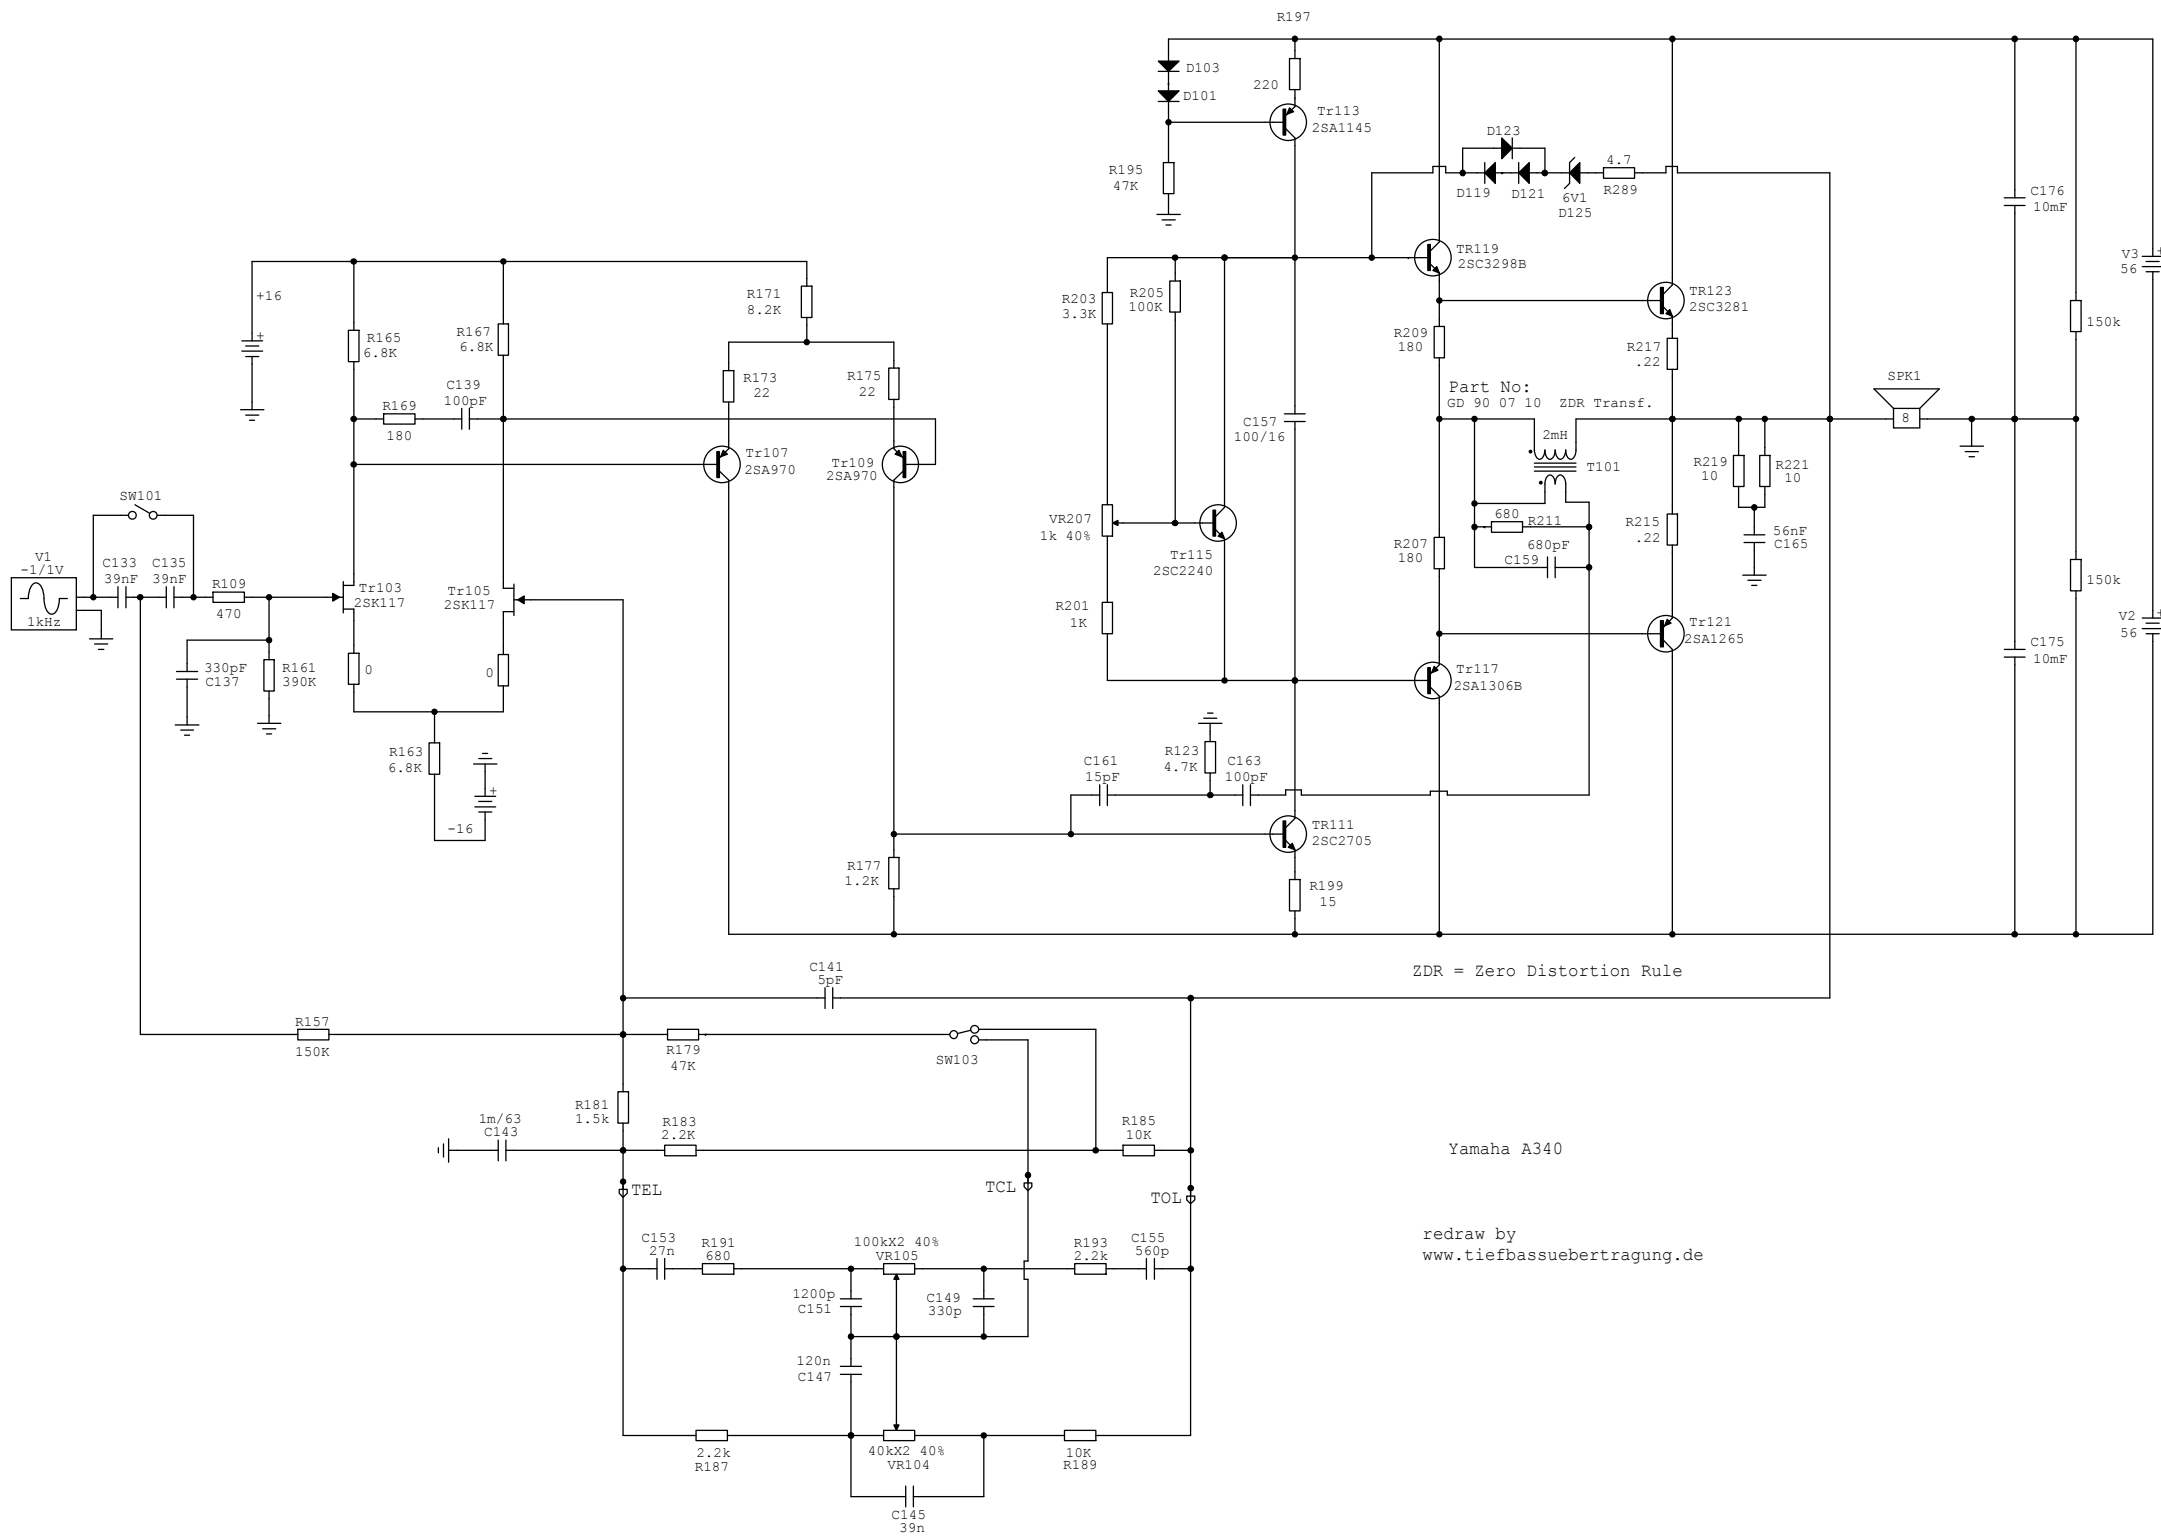 R197
D103
D101
220
Tr113
2SA1145
R195
47K
D123
D119
D121
6V1
D125
4.7
R289
C176
10mF
V3
56
+
150k
+16
+
R165
6.8K
R167
6.8K
R171
8.2K
R173
22
R175
22
R169
180
C139
100pF
Tr107
2SA970
Tr109
2SA970
R203
3.3K
R205
100K
TR119
2SC3298B
TR123
2SC3281
R209
180
R217
.22
Part No:
GD 90 07 10
ZDR Transf.
C157
100/16
2mH
T101
SPK1
8
R219
10
R221
10
SW101
V1
-1/1V
1kHz
C133
39nF
C135
39nF
R109
470
Tr103
2SK117
Tr105
2SK117
VR207
1k 40%
Tr115
2SC2240
680
R211
680pF
C159
R207
180
R215
.22
56nF
C165
150k
R201
1K
V2
56
+
330pF
C137
R161
390K
0
0
Tr117
2SA1306B
Tr121
2SA1265
C175
10mF
R163
6.8K
+
-16
C161
15pF
R123
4.7K
C163
100pF
TR111
2SC2705
R177
1.2K
R199
15
ZDR = Zero Distortion Rule
C141
5pF
R157
150K
R179
47K
SW103
R181
1.5k
1m/63
C143
R183
2.2K
R185
10K
Yamaha A340
TEL
TCL
TOL
C153
27n
R191
680
100kX2 40%
VR105
R193
2.2k
C155
560p
redraw by
www.tiefbassuebertragung.de
1200p
C151
C149
330p
120n
C147
2.2k
R187
40kX2 40%
VR104
10K
R189
C145
39n